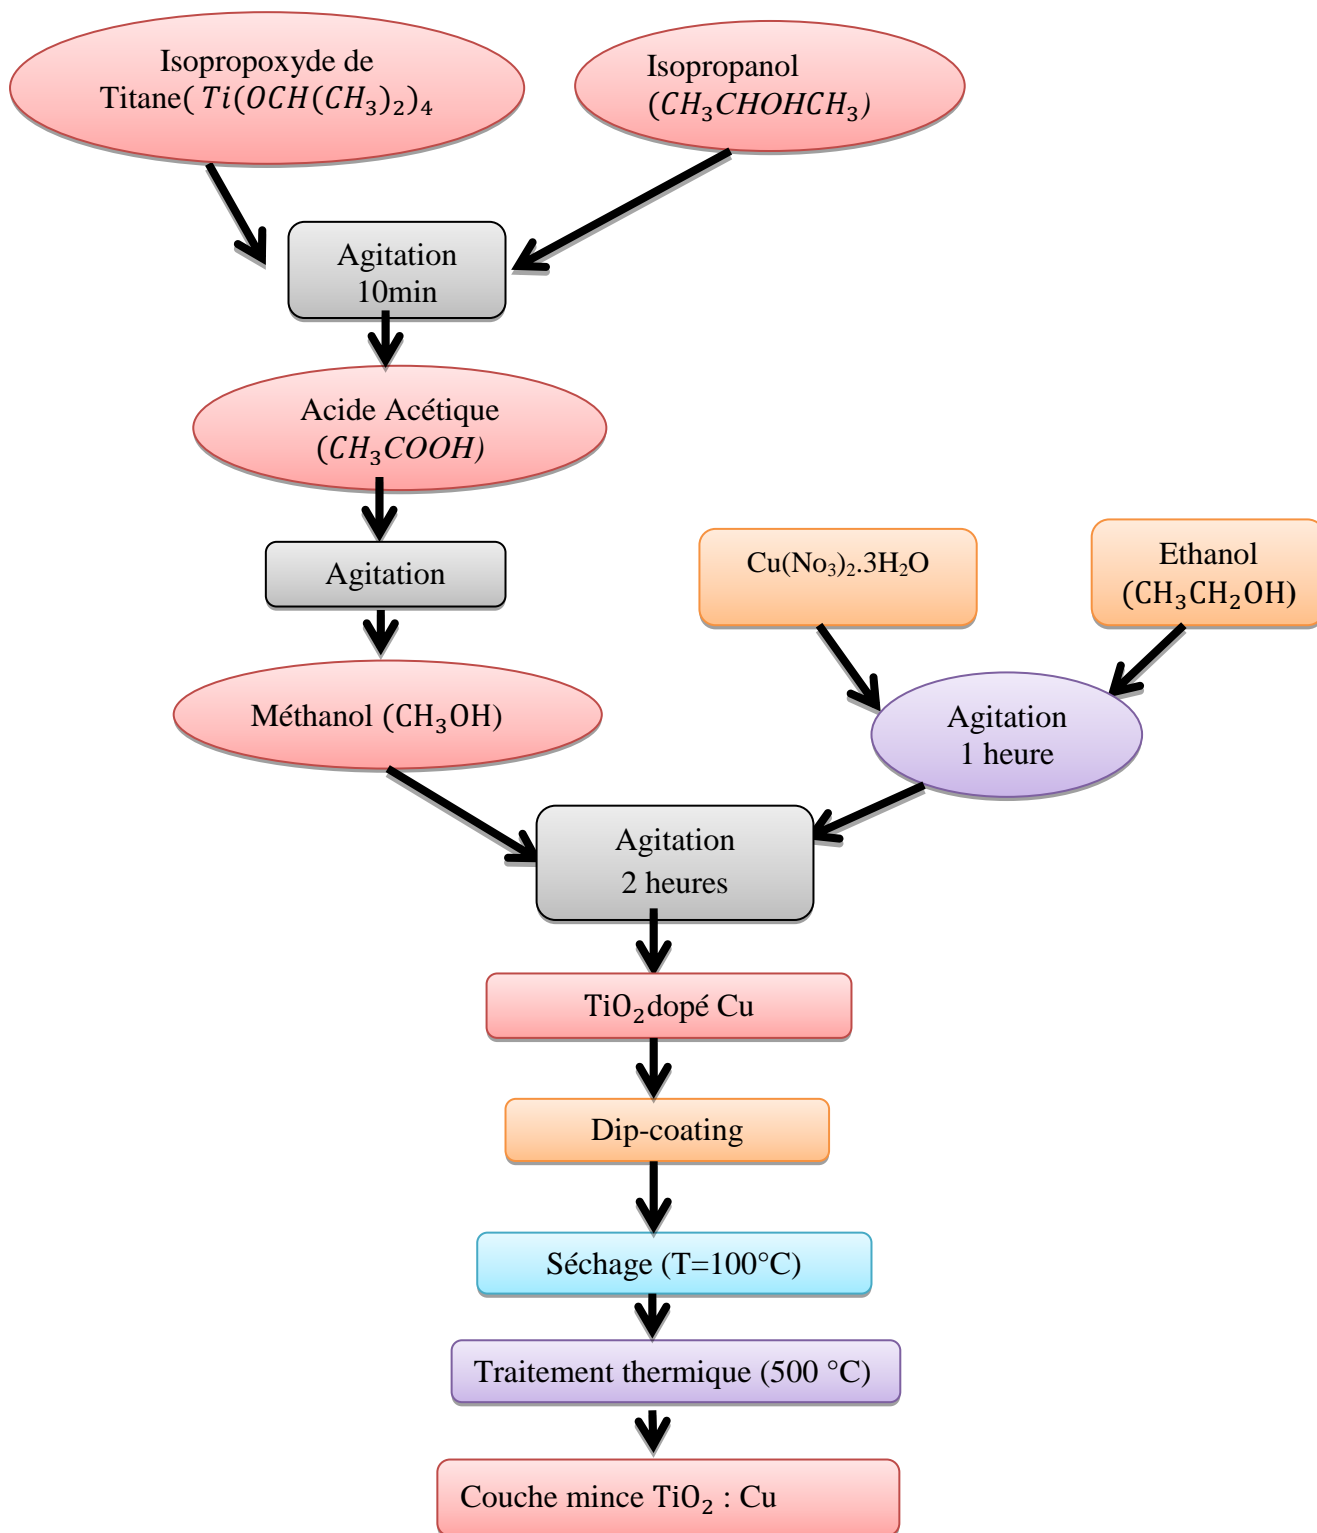 Isopropoxyde de
Titane( Ti(OCH(CH₃)₂)₄
Isopropanol
(CH₃CHOHCH₃)
Agitation
10min
Acide Acétique
(CH₃COOH)
Agitation
Cu(No₃)₂.3H₂O
Ethanol
(CH₃CH₂OH)
Méthanol (CH₃OH)
Agitation
1 heure
Agitation
2 heures
TiO₂dopé Cu
Dip-coating
Séchage (T=100°C)
Traitement thermique (500 °C)
Couche mince TiO₂ : Cu